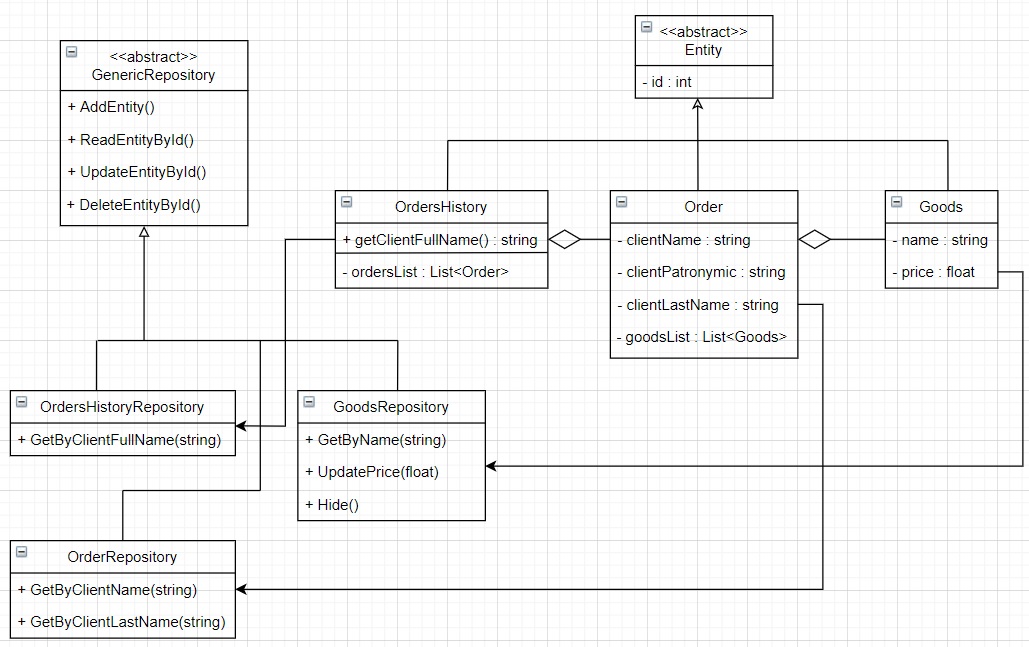 <<abstract>>
GenericRepository
+ AddEntity()
+ ReadEntityById()
+ UpdateEntityById()
+ DeleteEntityById()
<<abstract>>
Entity
- id : int
OrdersHistory
+ getClientFullName() : string
- ordersList : List<Order>
Order
- clientName : string
- clientPatronymic : string
- clientLastName : string
- goodsList : List<Goods>
Goods
- name : string
- price : float
OrdersHistoryRepository
+ GetByClientFullName(string)
GoodsRepository
+ GetByName(string)
+ UpdatePrice(float)
+ Hide()
OrderRepository
+ GetByClientName(string)
+ GetByClientLastName(string)